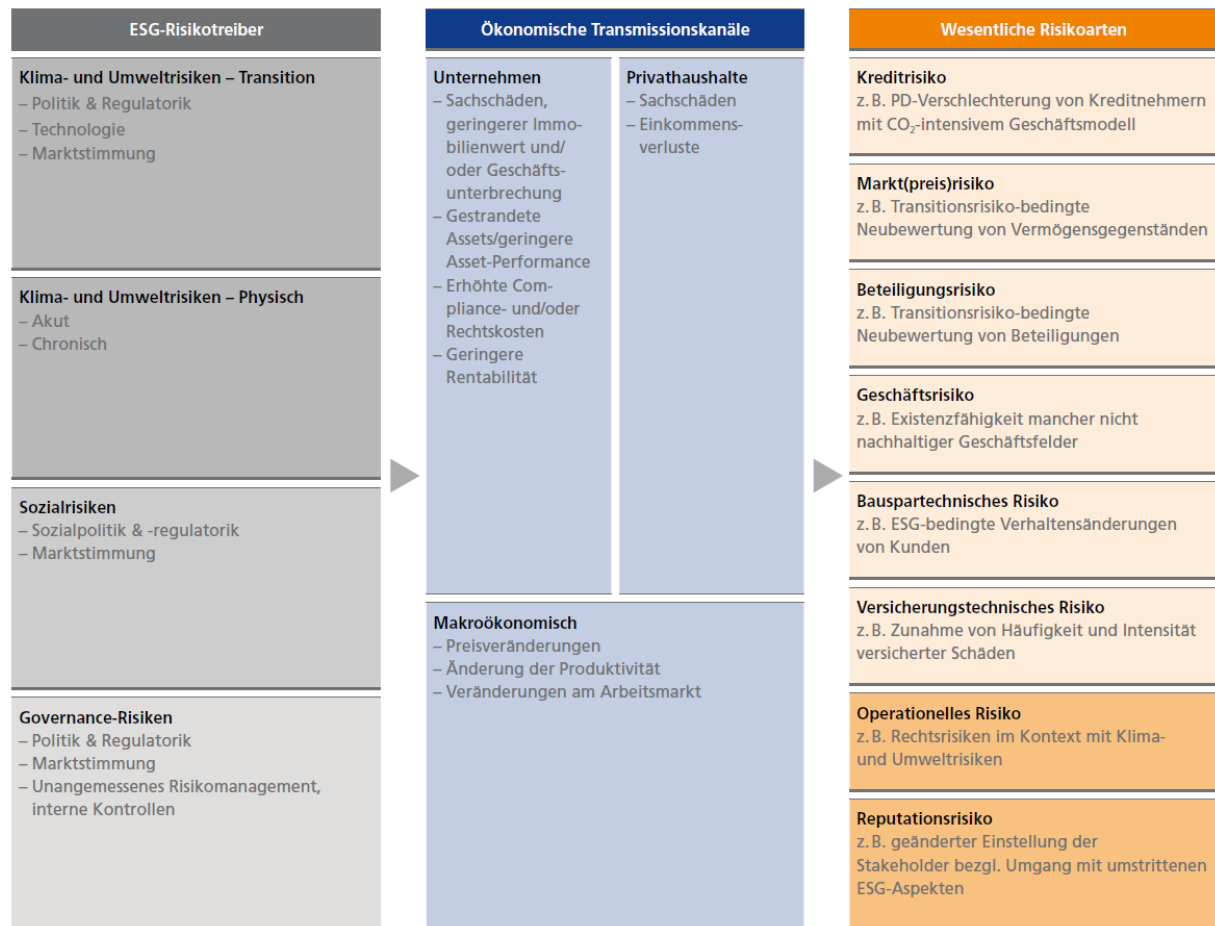 ESG-Risikotreiber
Klima- und Umweltrisiken – Transition
– Politik & Regulatorik
– Technologie
– Marktstimmung
Klima- und Umweltrisiken – Physisch
– Akut
– Chronisch
Sozialrisiken
– Sozialpolitik & -regulatorik
– Marktstimmung
Governance-Risiken
– Politik & Regulatorik
– Marktstimmung
– Unangemessenes Risikomanagement,
interne Kontrollen
Ökonomische Transmissionskanäle
Unternehmen
– Sachschäden,
geringerer Immo-
bilienwert und/
oder Geschäfts-
unterbrechung
– Gestrandete
Assets/geringere
Asset-Performance
– Erhöhte Com-
pliance- und/oder
Rechtskosten
– Geringere
Rentabilität
Privathaushalte
– Sachschäden
– Einkommens-
verluste
Makroökonomisch
– Preisveränderungen
– Änderung der Produktivität
– Veränderungen am Arbeitsmarkt
Wesentliche Risikoarten
Kreditrisiko
z. B. PD-Verschlechterung von Kreditnehmern
mit CO₂-intensivem Geschäftsmodell
Markt(preis)risiko
z. B. Transitionsrisiko-bedingte
Neubewertung von Vermögensgegenständen
Beteiligungsrisiko
z. B. Transitionsrisiko-bedingte
Neubewertung von Beteiligungen
Geschäftsrisiko
z. B. Existenzfähigkeit mancher nicht
nachhaltiger Geschäftsfelder
Bauspartechnisches Risiko
z. B. ESG-bedingte Verhaltensänderungen
von Kunden
Versicherungstechnisches Risiko
z. B. Zunahme von Häufigkeit und Intensität
versicherter Schäden
Operationelles Risiko
z. B. Rechtsrisiken im Kontext mit Klima-
und Umweltrisiken
Reputationsrisiko
z. B. geänderter Einstellung der
Stakeholder bezgl. Umgang mit umstrittenen
ESG-Aspekten